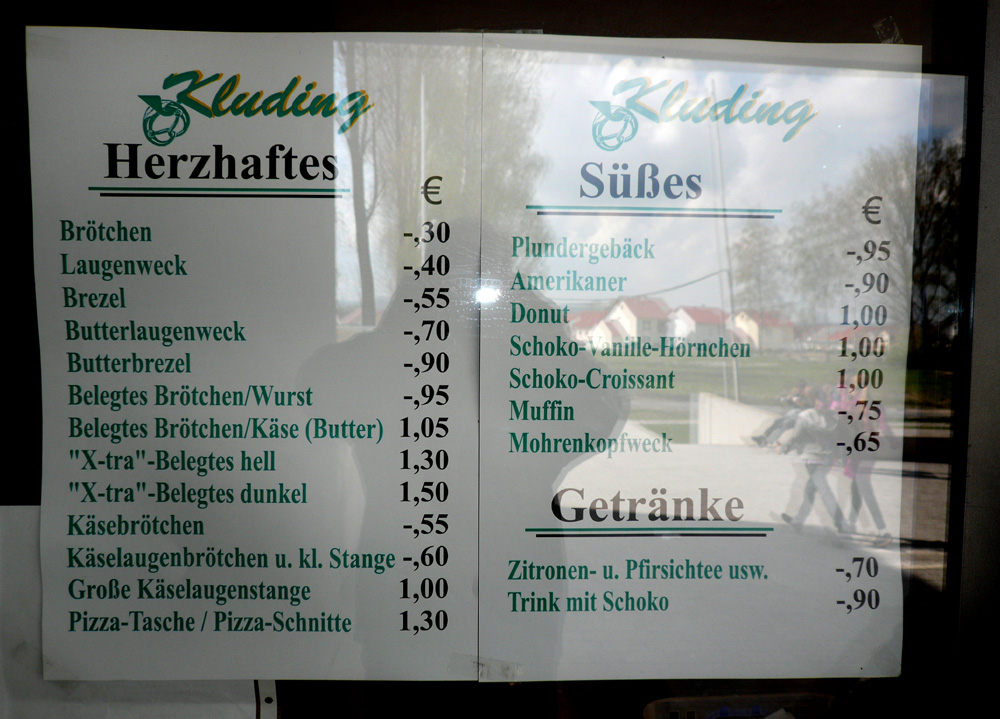 Kluding
Herzhaftes
€
Brötchen -,30
Laugenweck -,40
Brezel -,55
Butterlaugenweck -,70
Butterbrezel -,90
Belegtes Brötchen/Wurst -,95
Belegtes Brötchen/Käse (Butter) 1,05
"X-tra"-Belegtes hell 1,30
"X-tra"-Belegtes dunkel 1,50
Käsebrötchen -,55
Käselaugenbrötchen u. kl. Stange -,60
Große Käselaugenstange 1,00
Pizza-Tasche / Pizza-Schnitte 1,30
Kluding
Süßes
€
Plundergebäck -,95
Amerikaner -,90
Donut 1,00
Schoko-Vanille-Hörnchen 1,00
Schoko-Croissant 1,00
Muffin -,75
Mohrenkopfweck -,65
Getränke
Zitronen- u. Pfirsichtee usw. -,70
Trink mit Schoko -,90